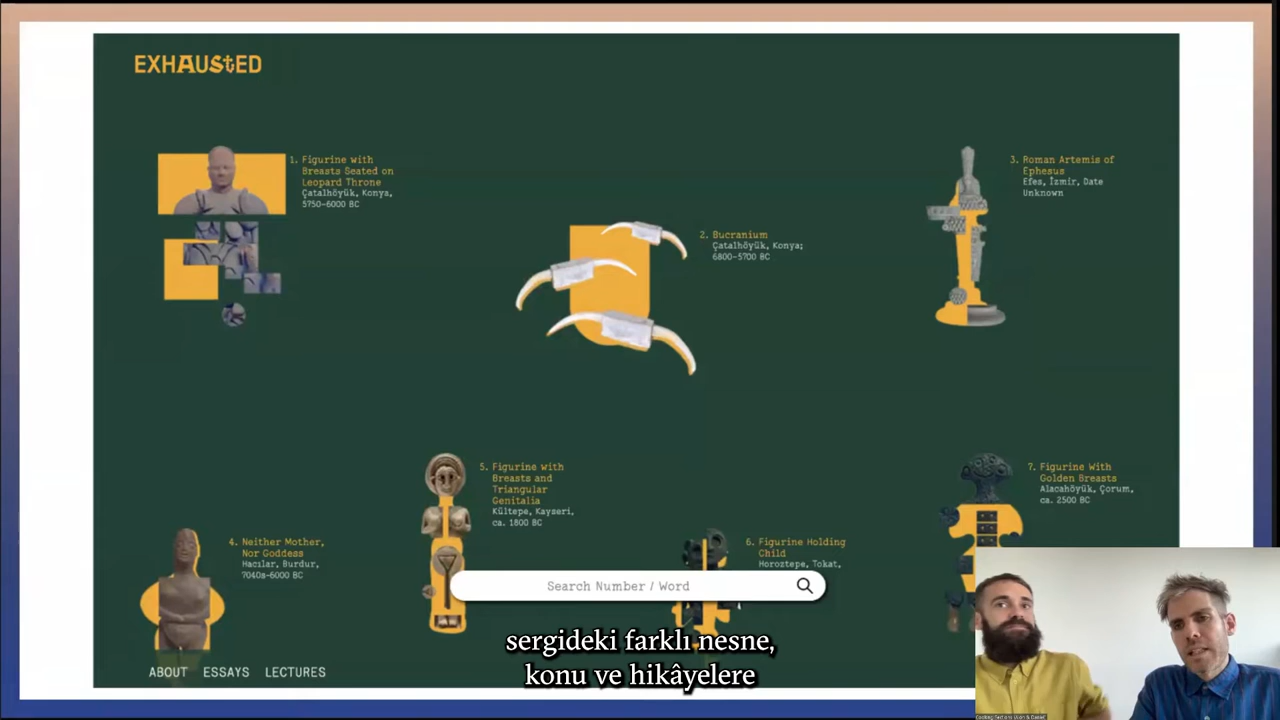 EXHAUStED
1. Figurine with
Breasts Seated on
Leopard Throne
Çatalhöyük, Konya,
5750-6000 BC
2. Bucranium
Çatalhöyük, Konya;
6800-5700 BC
3. Roman Artemis of
Ephesus
Efes, İzmir, Date
Unknown
4. Neither Mother,
Nor Goddess
Hacılar, Burdur,
7040s-6000 BC
5. Figurine with
Breasts and
Triangular
Genitalia
Kültepe, Kayseri,
ca. 1800 BC
6. Figurine Holding
Child
Horoztepe, Tokat,
7. Figurine With
Golden Breasts
Alacahöyük, Çorum,
ca. 2500 BC
Search Number / Word
ABOUT ESSAYS LECTURES
sergideki farklı nesne,
konu ve hikâyelere